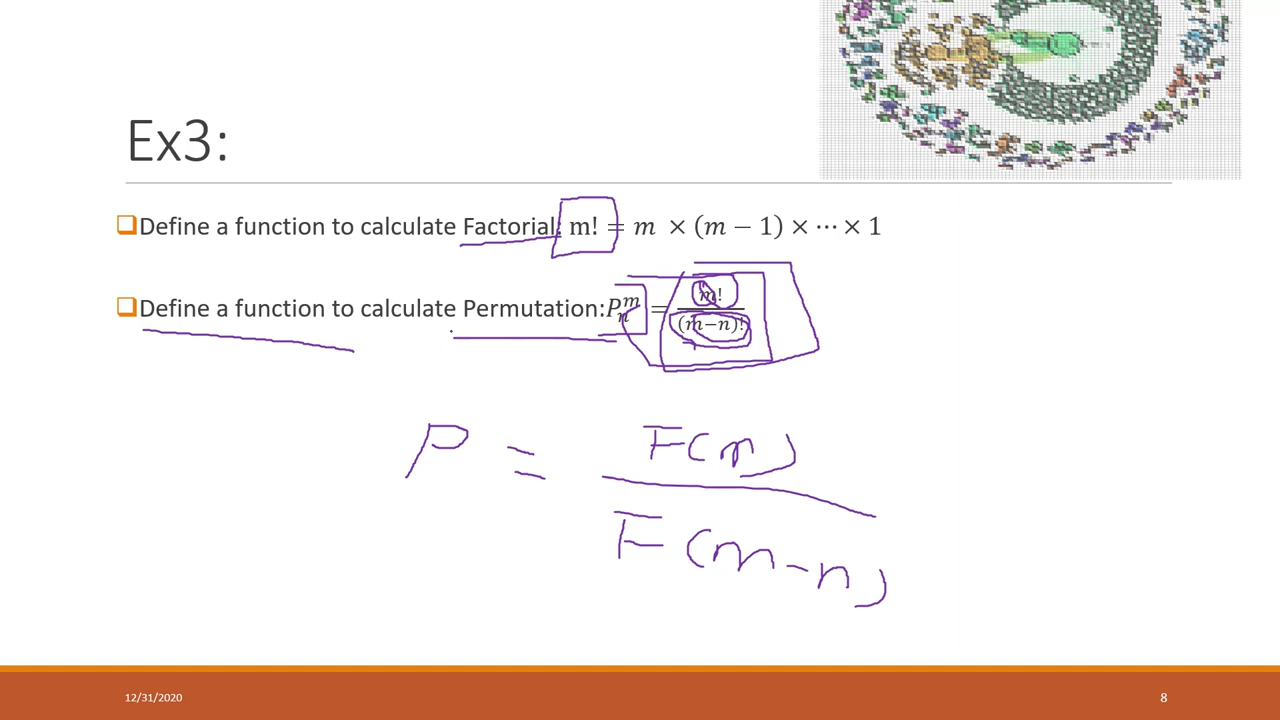 Ex3:
Define a function to calculate Factorial: m! = m × (m − 1) × ⋯ × 1
Define a function to calculate Permutation: P_n^m = m! / (m−n)!
P = F(m) / F(m-n)
12/31/2020
8